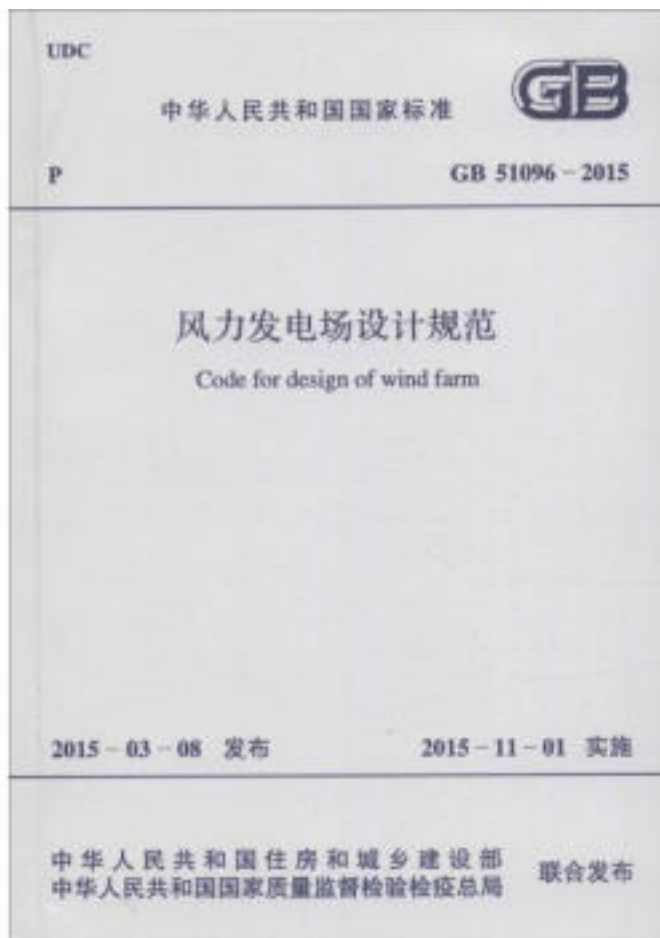 UDC
中华人民共和国国家标准
GB
P
GB 51096－2015
风力发电场设计规范
Code for design of wind farm
2015－03－08 发布
2015－11－01 实施
中华人民共和国住房和城乡建设部
中华人民共和国国家质量监督检验检疫总局
联合发布